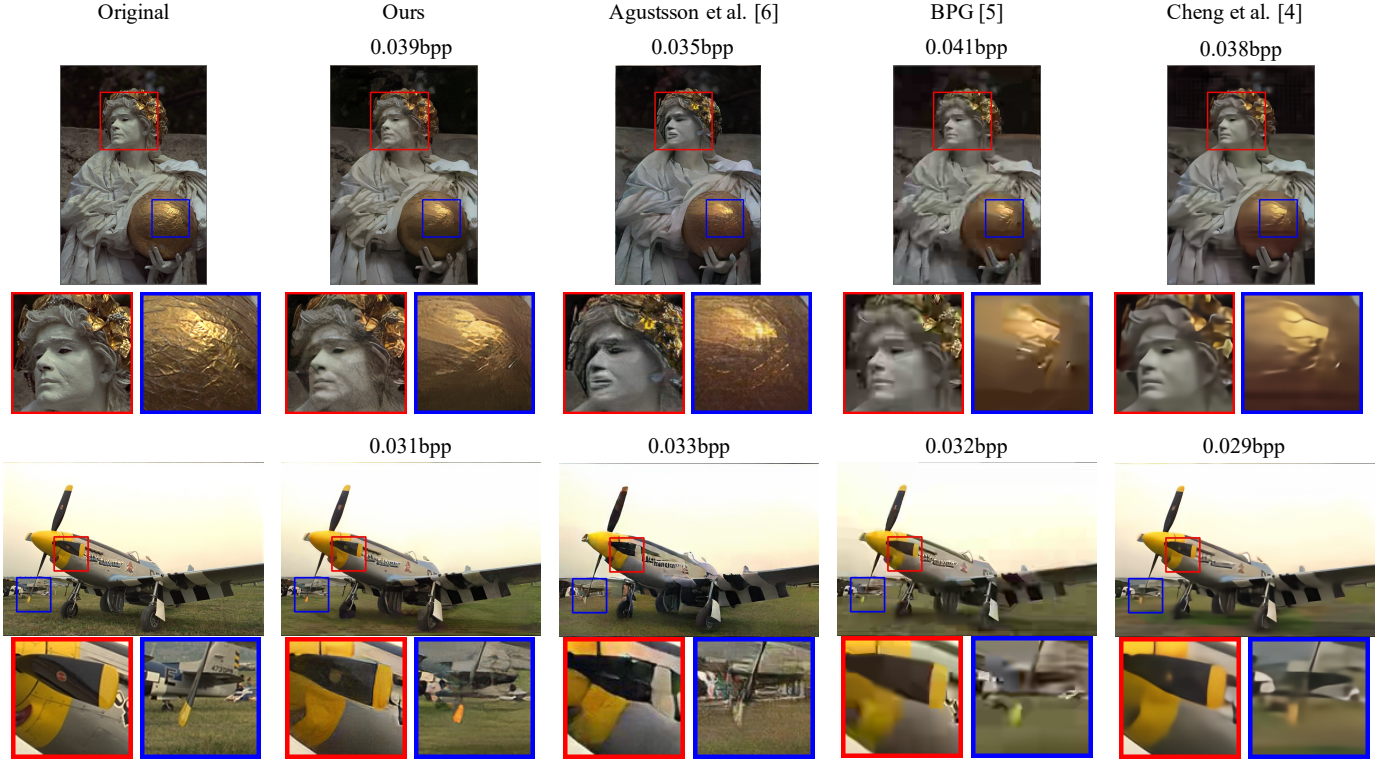 Original Ours Agustsson et al. [6] BPG [5] Cheng et al. [4]
0.039bpp 0.035bpp 0.041bpp 0.038bpp
0.031bpp 0.033bpp 0.032bpp 0.029bpp